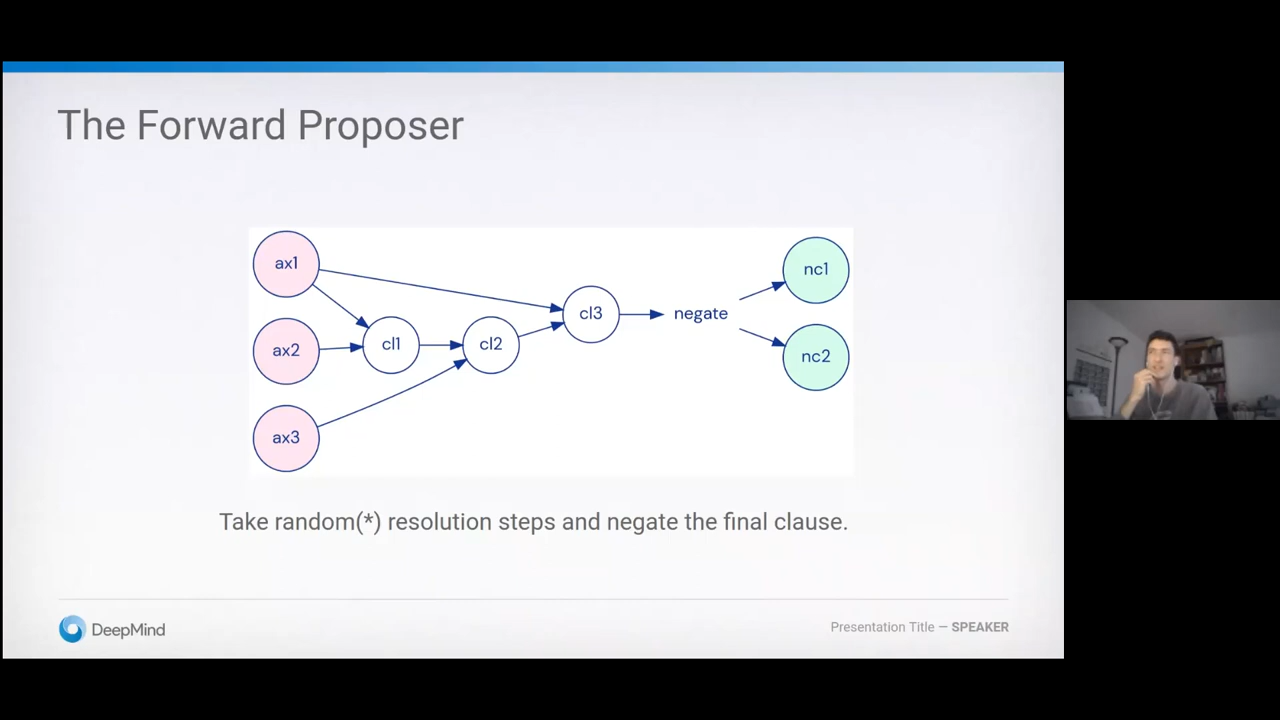 The Forward Proposer
ax1
ax2
ax3
cl1
cl2
cl3
negate
nc1
nc2
Take random(*) resolution steps and negate the final clause.
DeepMind
Presentation Title — SPEAKER